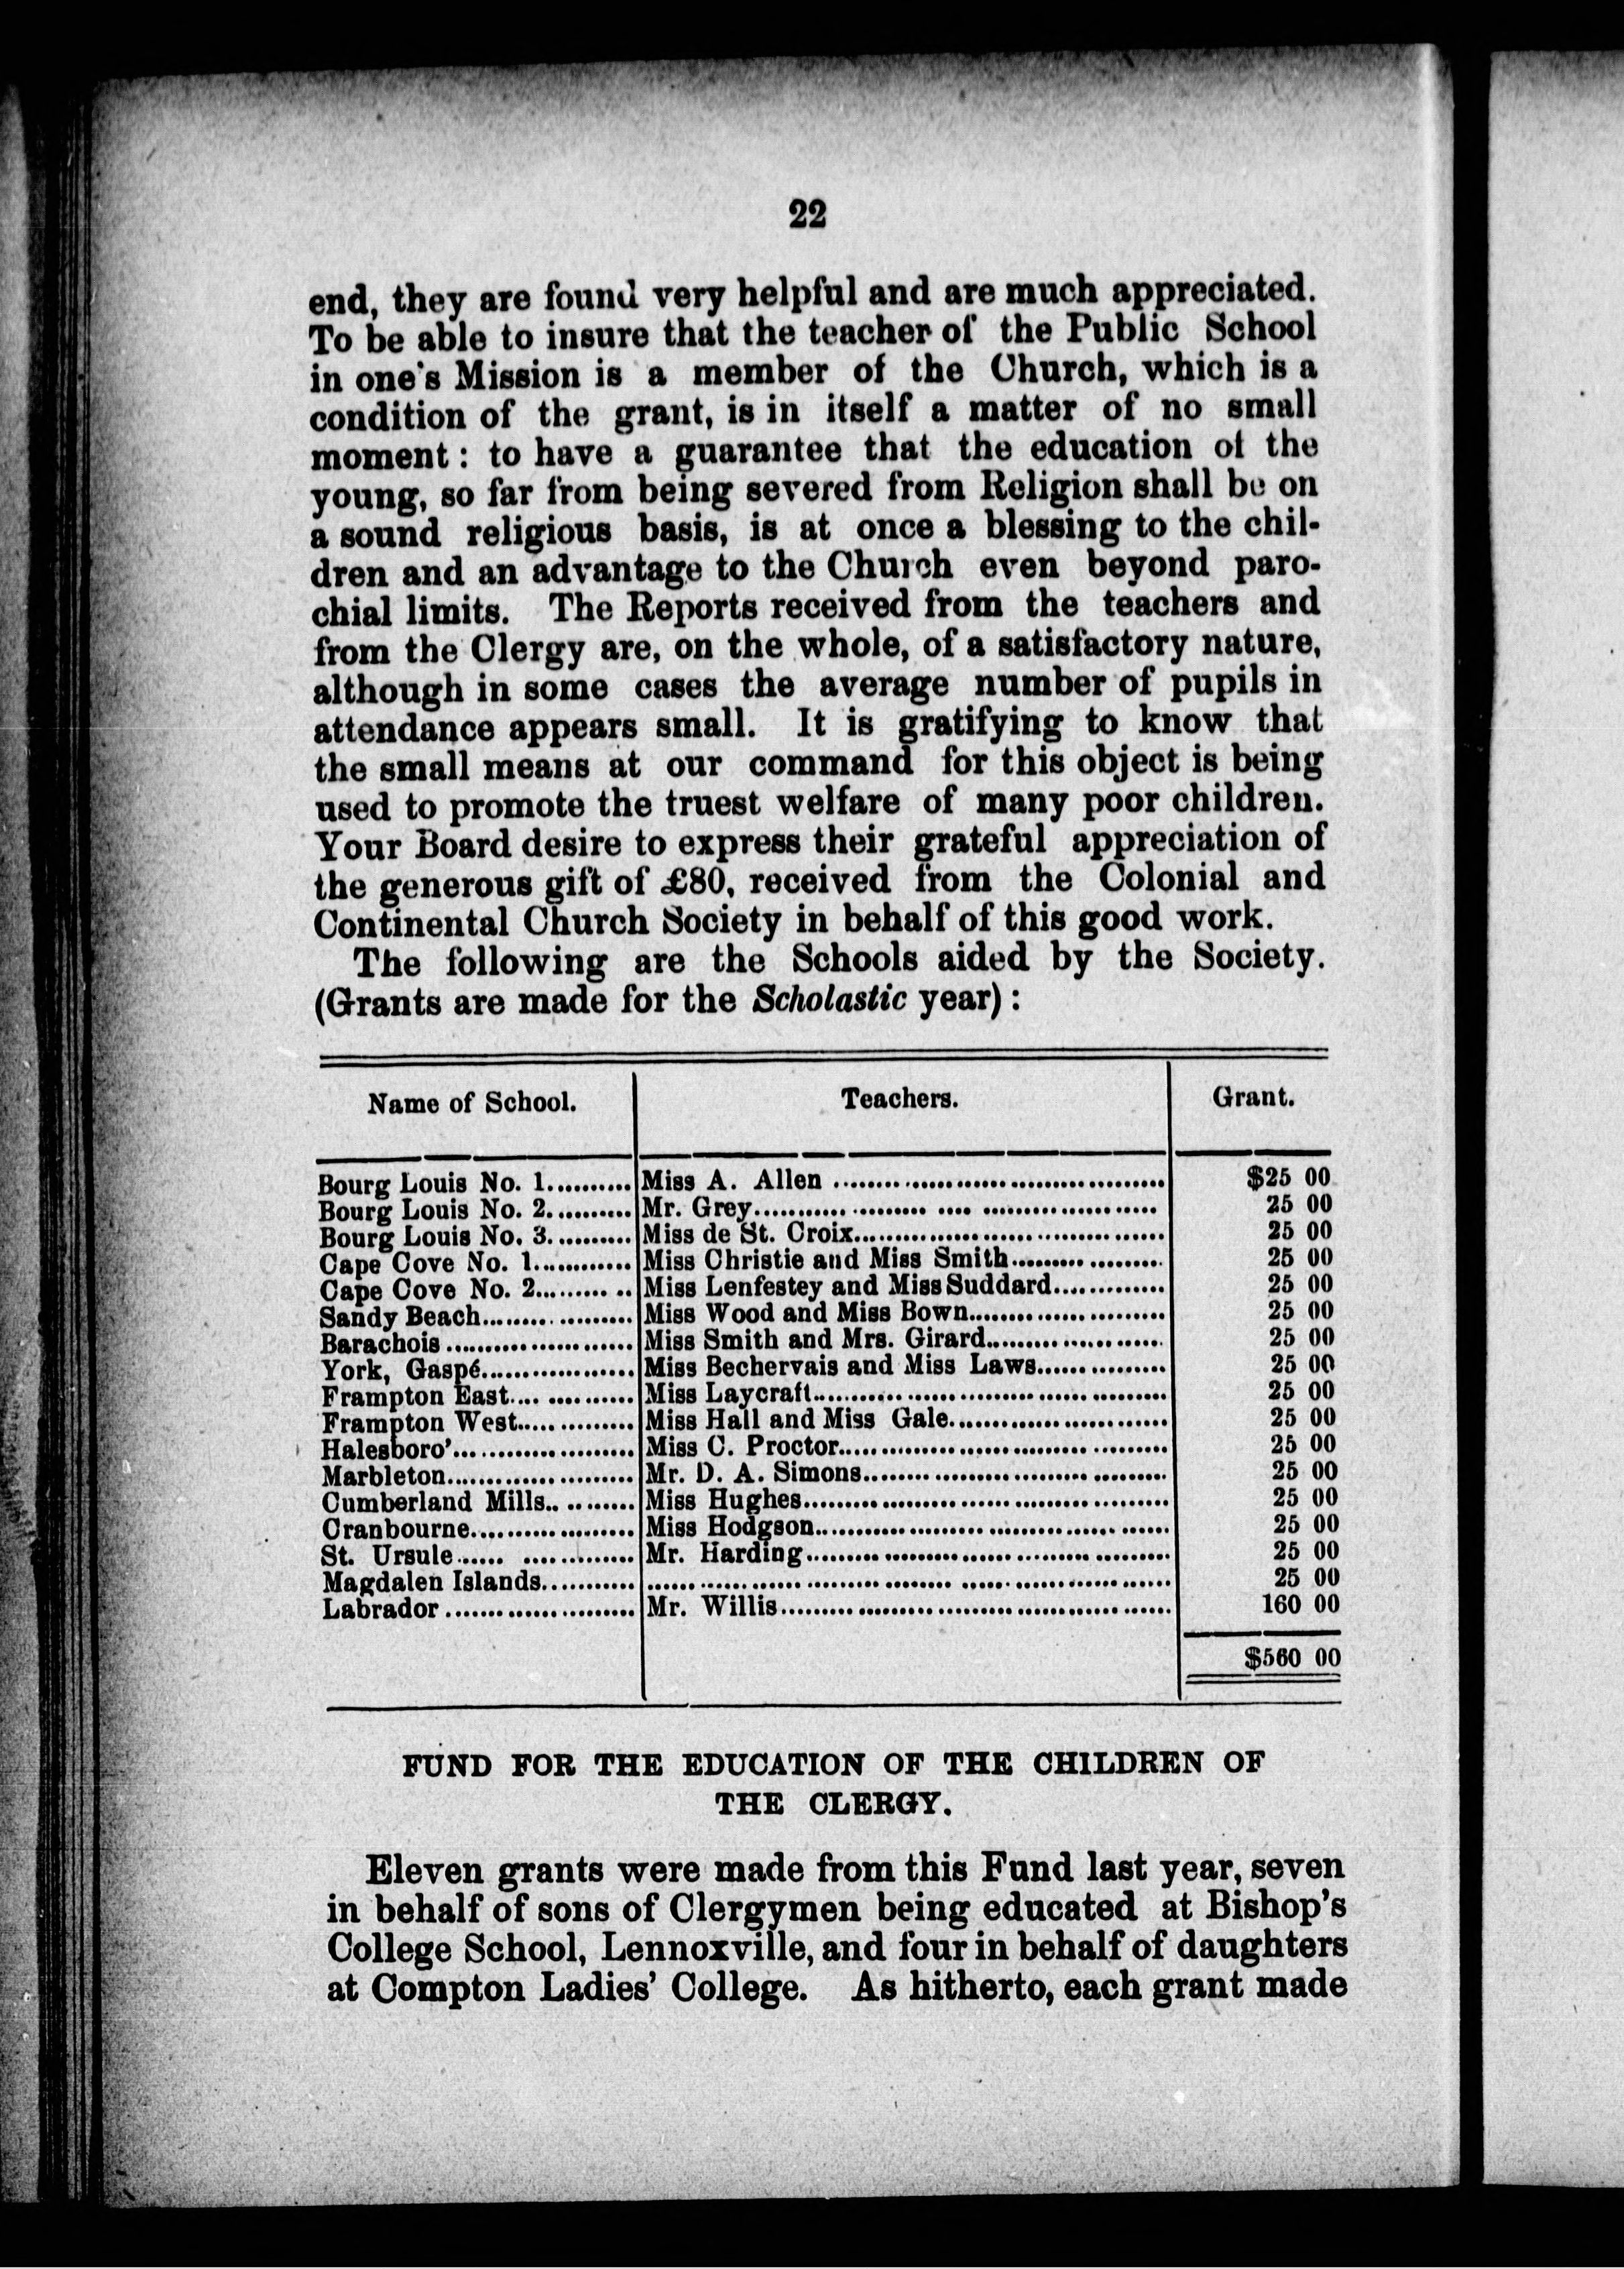 22
end, they are found very helpful and are much appreciated.
To be able to insure that the teacher of the Public School
in one's Mission is a member of the Church, which is a
condition of the grant, is in itself a matter of no small
moment: to have a guarantee that the education of the
young, so far from being severed from Religion shall be on
a sound religious basis, is at once a blessing to the chil-
dren and an advantage to the Church even beyond paro-
chial limits. The Reports received from the teachers and
from the Clergy are, on the whole, of a satisfactory nature,
although in some cases the average number of pupils in
attendance appears small. It is gratifying to know that
the small means at our command for this object is being
used to promote the truest welfare of many poor children.
Your Board desire to express their grateful appreciation of
the generous gift of £80, received from the Colonial and
Continental Church Society in behalf of this good work.
The following are the Schools aided by the Society.
(Grants are made for the Scholastic year):
Name of School. Teachers. Grant.
Bourg Louis No. 1.......... Miss A. Allen .................................... $25 00
Bourg Louis No. 2.......... Mr. Grey.................................... 25 00
Bourg Louis No. 3.......... Miss de St. Croix.................................... 25 00
Cape Cove No. 1............ Miss Christie and Miss Smith.................. 25 00
Cape Cove No. 2........... Miss Lenfestey and Miss Suddard............. 25 00
Sandy Beach.................. Miss Wood and Miss Bown........................ 25 00
Barachois...................... Miss Smith and Mrs. Girard..................... 25 00
York, Gaspé.................. Miss Bechervais and Miss Laws............... 25 00
Frampton East.............. Miss Laycraft.................................... 25 00
Frampton West.............. Miss Hall and Miss Gale........................ 25 00
Halesboro'.................... Miss C. Proctor.................................... 25 00
Marbleton..................... Mr. D. A. Simons.................................... 25 00
Cumberland Mills.......... Miss Hughes.................................... 25 00
Cranbourne................... Miss Hodgson.................................... 25 00
St. Ursule.................... Mr. Harding.................................... 25 00
Magdalen Islands........... .................................... 25 00
Labrador...................... Mr. Willis.................................... 160 00
$560 00
FUND FOR THE EDUCATION OF THE CHILDREN OF
THE CLERGY.
Eleven grants were made from this Fund last year, seven
in behalf of sons of Clergymen being educated at Bishop's
College School, Lennoxville, and four in behalf of daughters
at Compton Ladies' College. As hitherto, each grant made